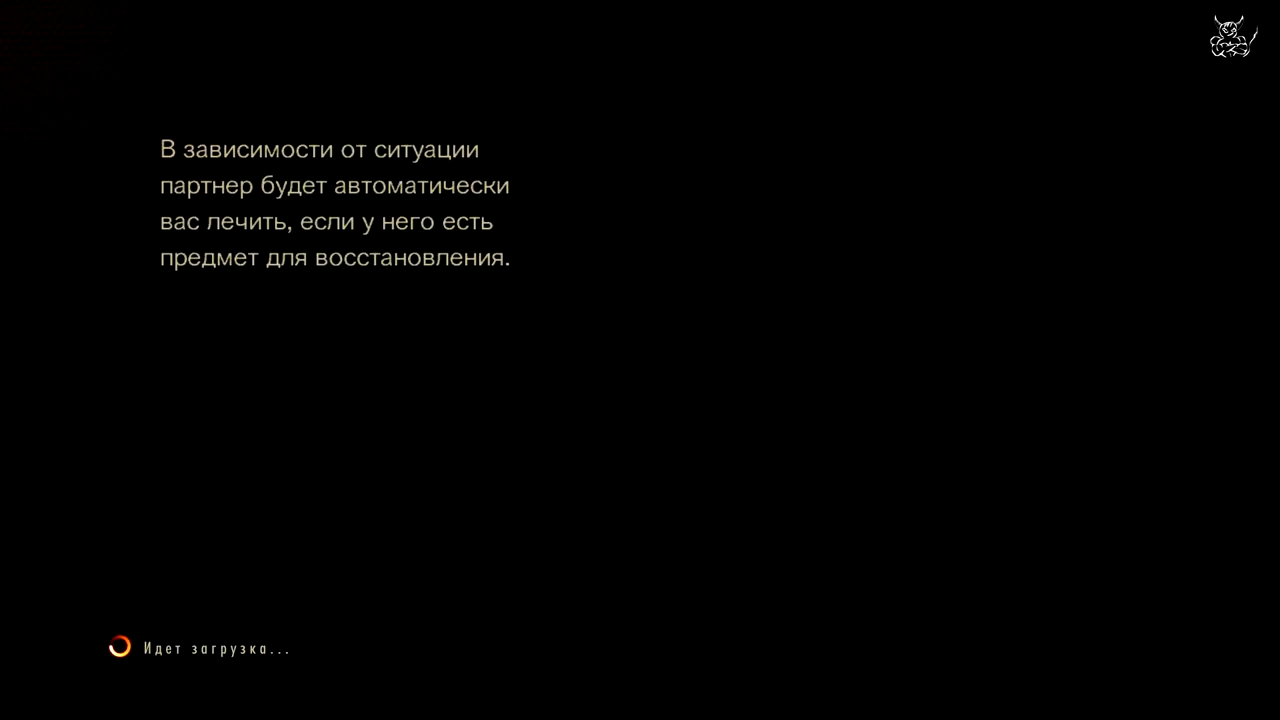 В зависимости от ситуации
партнер будет автоматически
вас лечить, если у него есть
предмет для восстановления.
Идет загрузка...